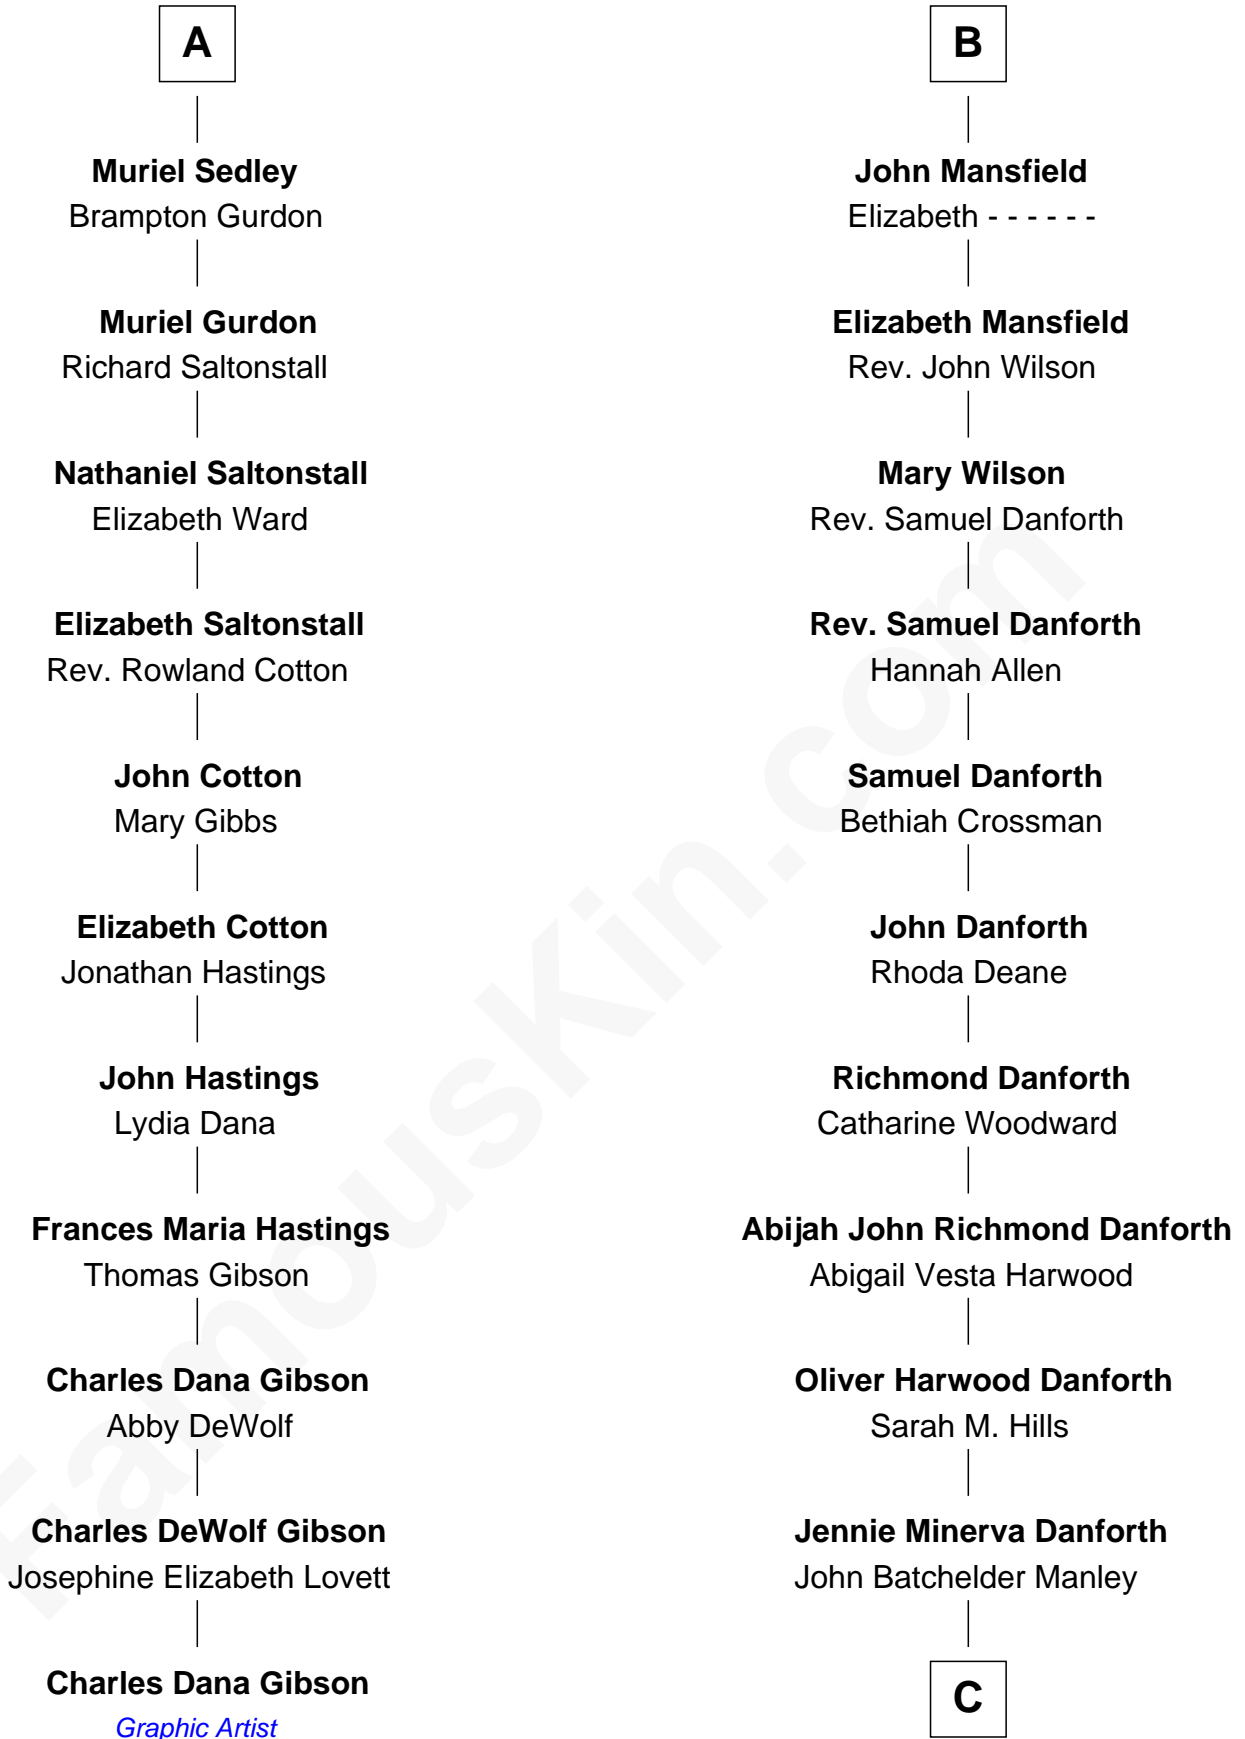 A
Muriel Sedley
Brampton Gurdon
Muriel Gurdon
Richard Saltonstall
Nathaniel Saltonstall
Elizabeth Ward
Elizabeth Saltonstall
Rev. Rowland Cotton
John Cotton
Mary Gibbs
Elizabeth Cotton
Jonathan Hastings
John Hastings
Lydia Dana
Frances Maria Hastings
Thomas Gibson
Charles Dana Gibson
Abby DeWolf
Charles DeWolf Gibson
Josephine Elizabeth Lovett
Charles Dana Gibson
Graphic Artist
B
John Mansfield
Elizabeth - - - - - -
Elizabeth Mansfield
Rev. John Wilson
Mary Wilson
Rev. Samuel Danforth
Rev. Samuel Danforth
Hannah Allen
Samuel Danforth
Bethiah Crossman
John Danforth
Rhoda Deane
Richmond Danforth
Catharine Woodward
Abijah John Richmond Danforth
Abigail Vesta Harwood
Oliver Harwood Danforth
Sarah M. Hills
Jennie Minerva Danforth
John Batchelder Manley
C
FamousKin.com